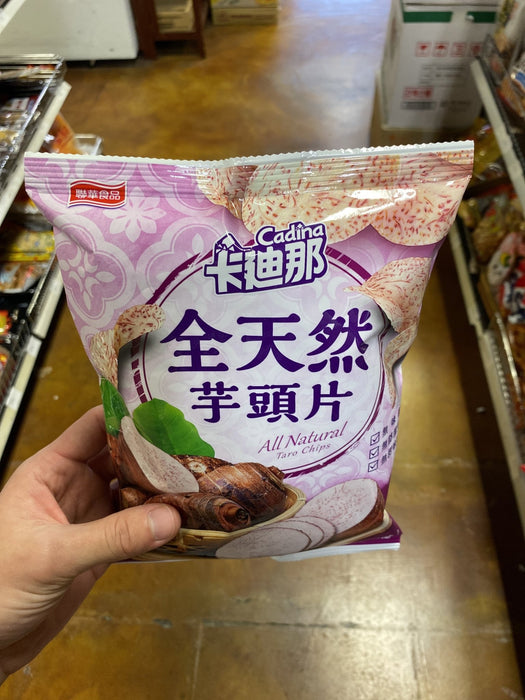 聯華食品
Cadina
卡迪那
全天然
芋頭片
All Natural
Taro Chips